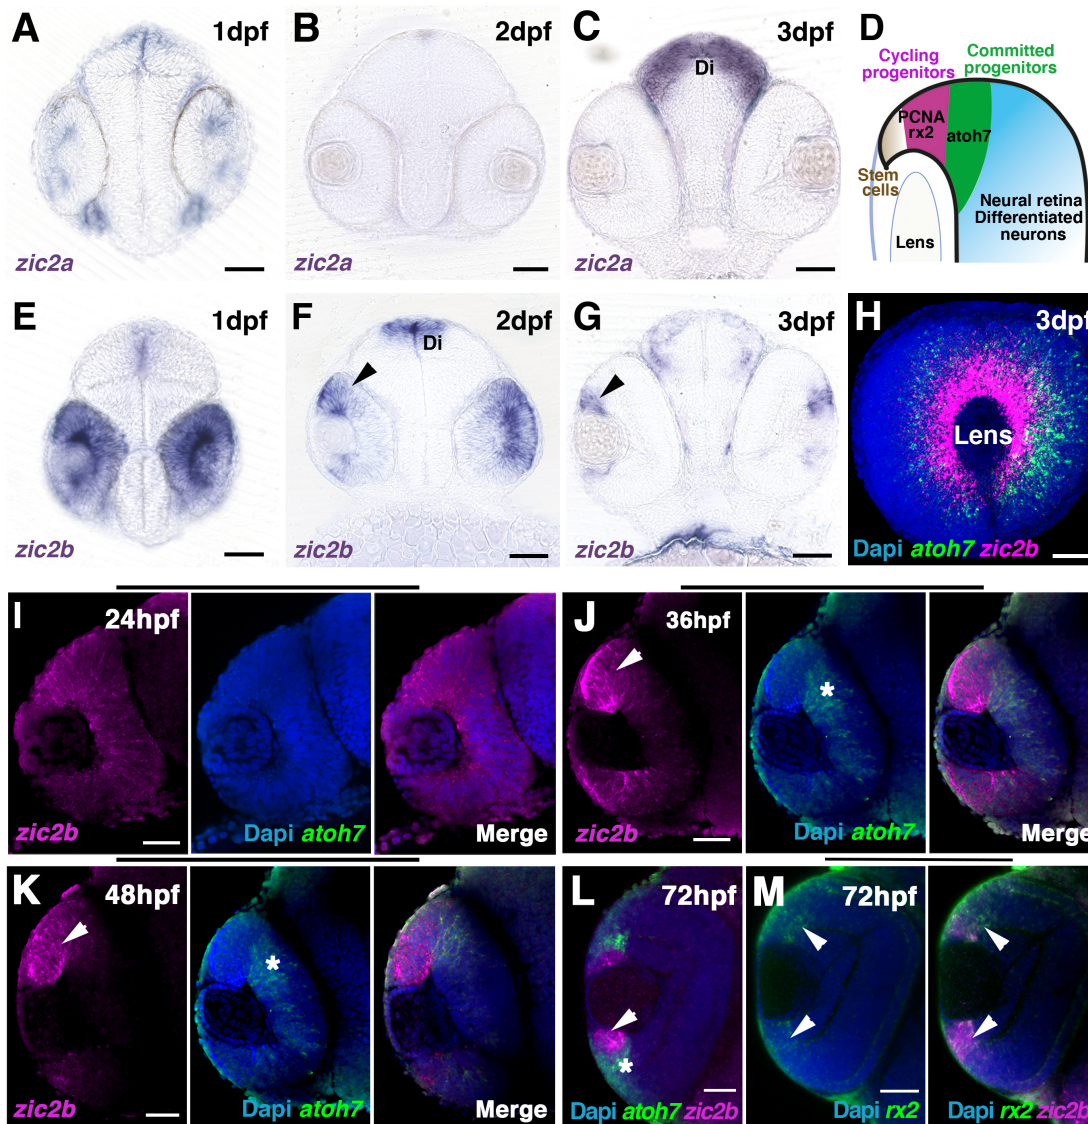 A
1dpf
zic2a
B
2dpf
zic2a
C
3dpf
Di
zic2a
D
Cycling
progenitors
Committed
progenitors
PCNA
rx2
atoh7
Stem
cells
Lens
Neural retina
Differentiated
neurons
E
1dpf
zic2b
F
2dpf
Di
zic2b
G
3dpf
zic2b
H
3dpf
Lens
Dapi atoh7 zic2b
I
24hpf
zic2b
Dapi atoh7
Merge
J
36hpf
*
zic2b
Dapi atoh7
Merge
K
48hpf
*
zic2b
Dapi atoh7
Merge
L
72hpf
*
Dapi atoh7 zic2b
M
72hpf
Dapi rx2
Dapi rx2 zic2b